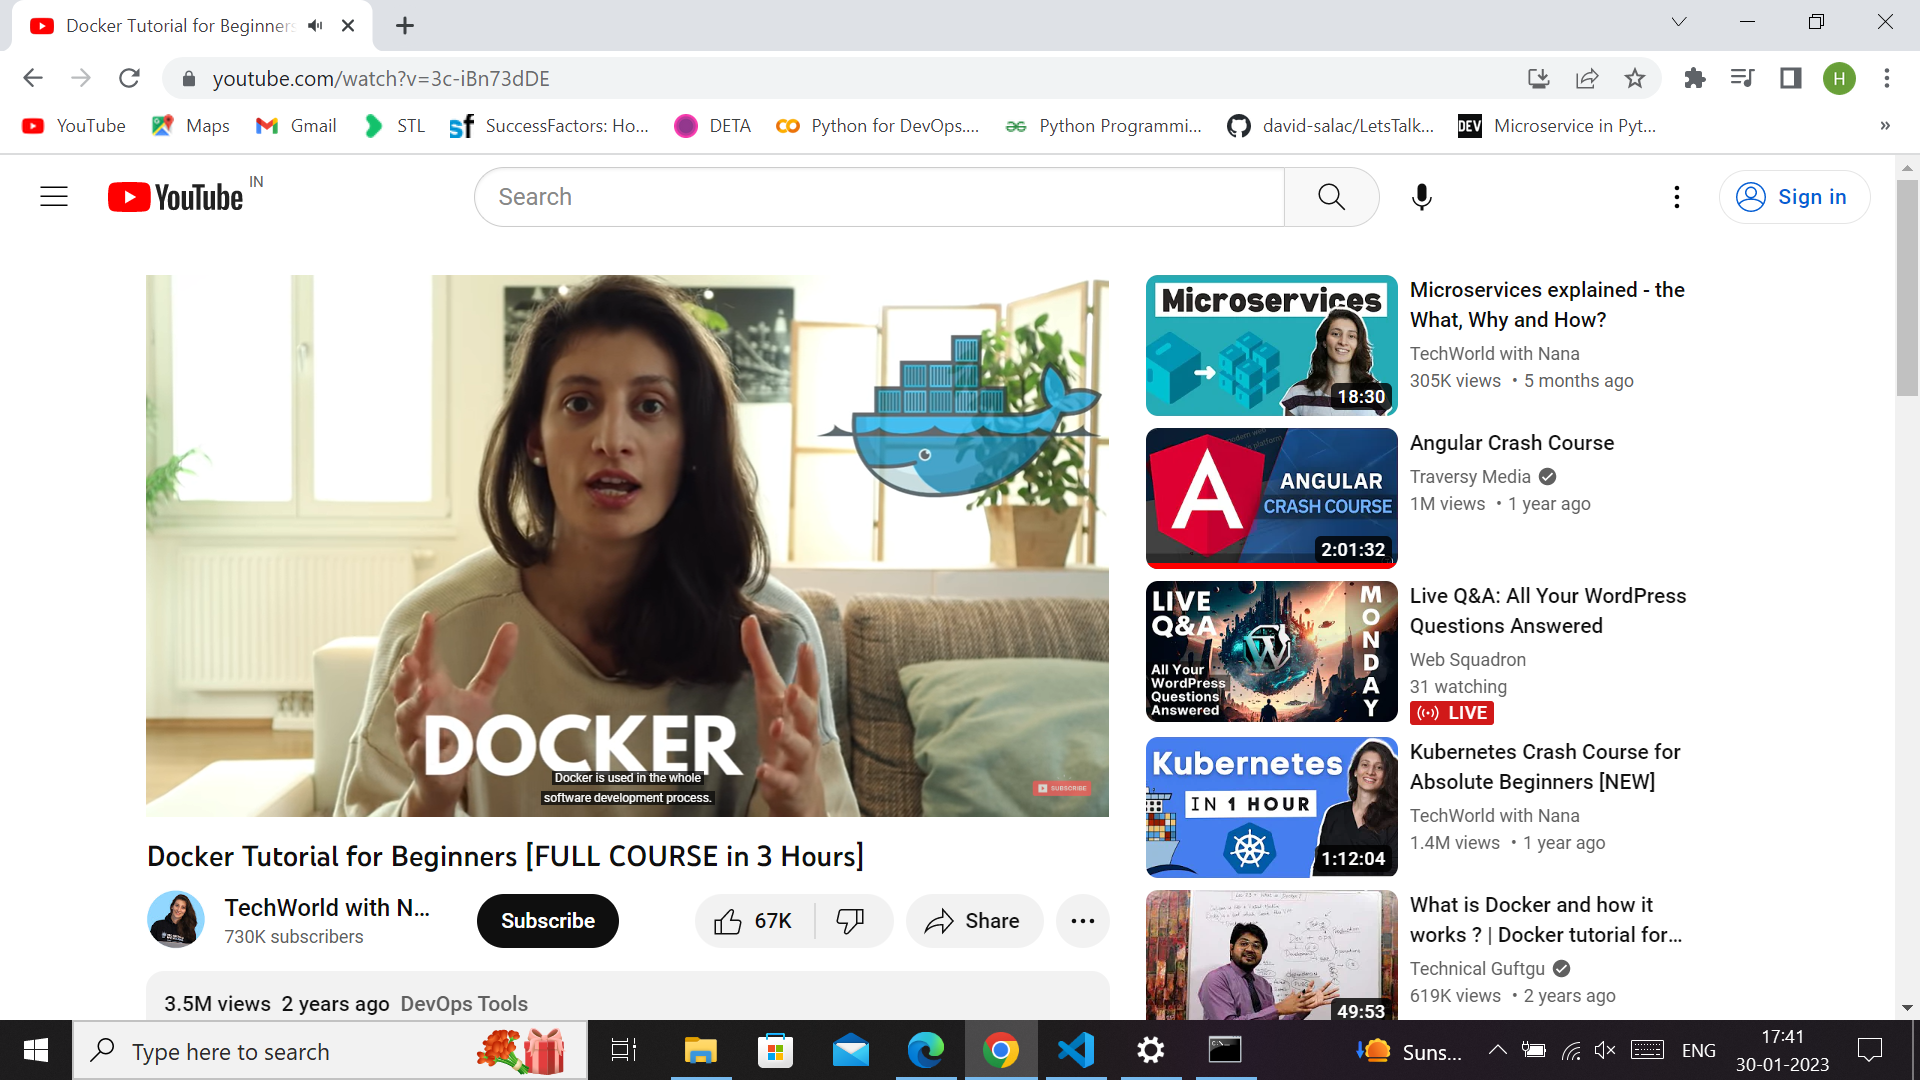 Docker Tutorial for Beginners
youtube.com/watch?v=3c-iBn73dDE
YouTube
Maps
Gmail
STL
SuccessFactors: Ho...
DETA
Python for DevOps....
Python Programmi...
david-salac/LetsTalk...
DEV
Microservice in Pyt...
»
H
YouTube IN
Search
Sign in
DOCKER
Docker is used in the whole
software development process.
SUBSCRIBE
Docker Tutorial for Beginners [FULL COURSE in 3 Hours]
TechWorld with N...
730K subscribers
Subscribe
67K
Share
3.5M views 2 years ago DevOps Tools
Microservices
18:30
Microservices explained - the
What, Why and How?
TechWorld with Nana
305K views • 5 months ago
ANGULAR
CRASH COURSE
2:01:32
Angular Crash Course
Traversy Media
1M views • 1 year ago
LIVE
Q&A
MONDAY
All Your
WordPress
Questions
Answered
Live Q&A: All Your WordPress
Questions Answered
Web Squadron
31 watching
LIVE
Kubernetes
IN 1 HOUR
1:12:04
Kubernetes Crash Course for
Absolute Beginners [NEW]
TechWorld with Nana
1.4M views • 1 year ago
49:53
What is Docker and how it
works ? | Docker tutorial for...
Technical Guftgu
619K views • 2 years ago
Type here to search
Suns...
ENG
17:41
30-01-2023